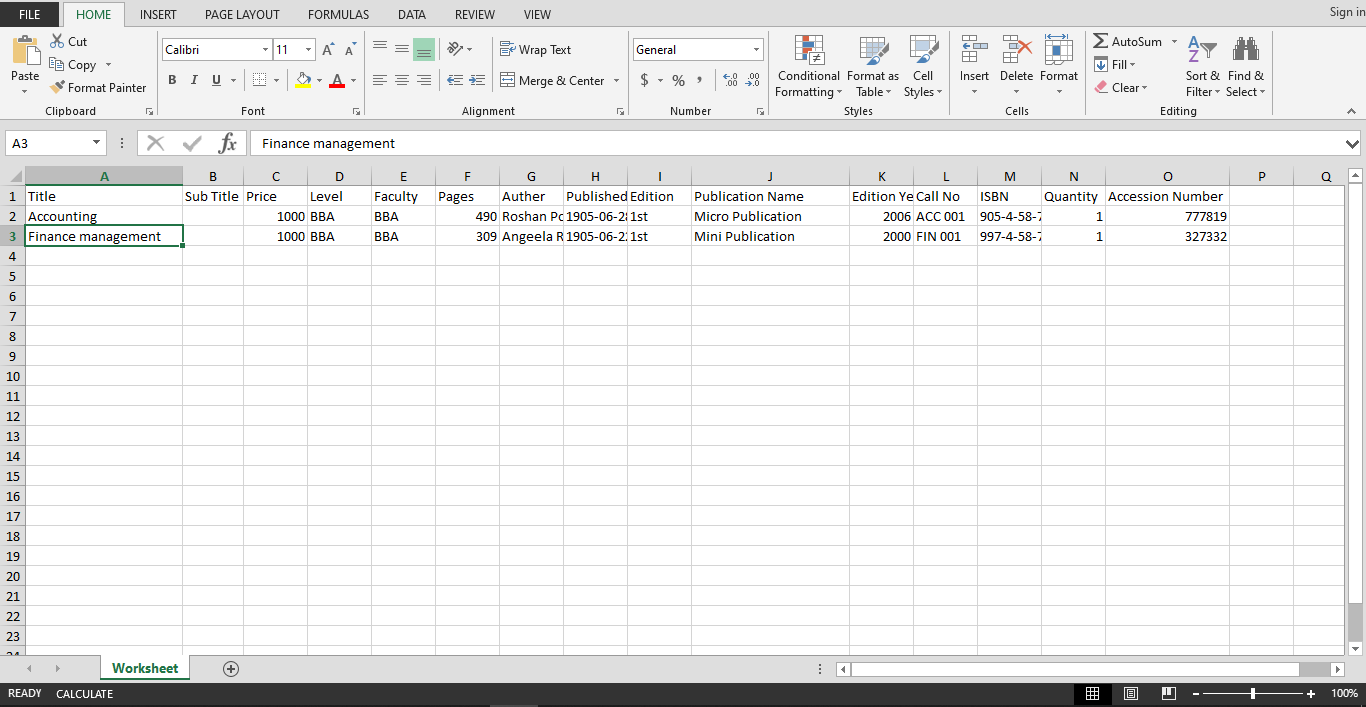 FILE HOME INSERT PAGE LAYOUT FORMULAS DATA REVIEW VIEW Sign in
Paste Cut Copy Format Painter Clipboard
Calibri 11 B I U A Font
Wrap Text Merge & Center Alignment
General $ % , Number
Conditional Formatting Format as Table Cell Styles Styles
Insert Delete Format Cells
AutoSum Fill Clear Sort & Filter Find & Select Editing
A3 fx Finance management
A B C D E F G H I J K L M N O P Q
1 Title Sub Title Price Level Faculty Pages Auther Published Edition Publication Name Edition Ye Call No ISBN Quantity Accession Number
2 Accounting 1000 BBA BBA 490 Roshan Po 1905-06-28 1st Micro Publication 2006 ACC 001 905-4-58-7 1 777819
3 Finance management 1000 BBA BBA 309 Angeela R 1905-06-22 1st Mini Publication 2000 FIN 001 997-4-58-7 1 327332
4
5
6
7
8
9
10
11
12
13
14
15
16
17
18
19
20
21
22
23
24
Worksheet
READY CALCULATE 100%